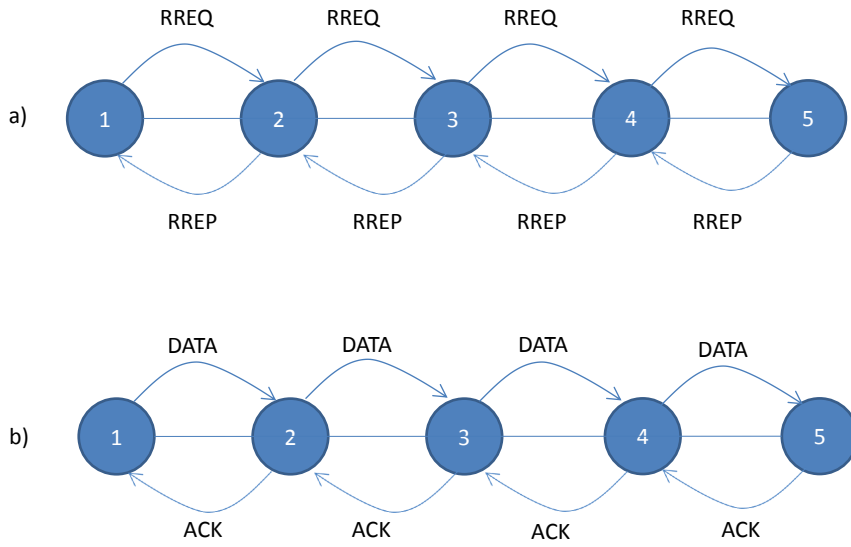 RREQ RREQ RREQ RREQ
a) 1 2 3 4 5
RREP RREP RREP RREP
DATA DATA DATA DATA
b) 1 2 3 4 5
ACK ACK ACK ACK